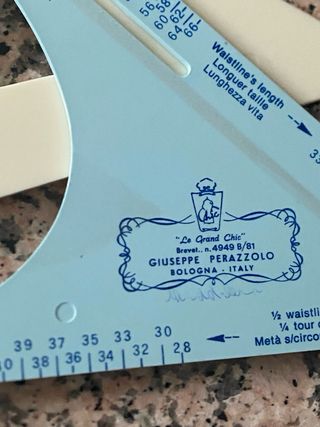 56 58 62
60 64 66
Waistline's length
Longuer taille
Lunghezza vita
"Le Grand Chic"
Brevet.. n. 4949 B/81
GIUSEPPE PERAZZOLO
BOLOGNA - ITALY
½ waistli
¼ tour d
Metà s/circo
39 37 35 33 30
38 36 34 32 28